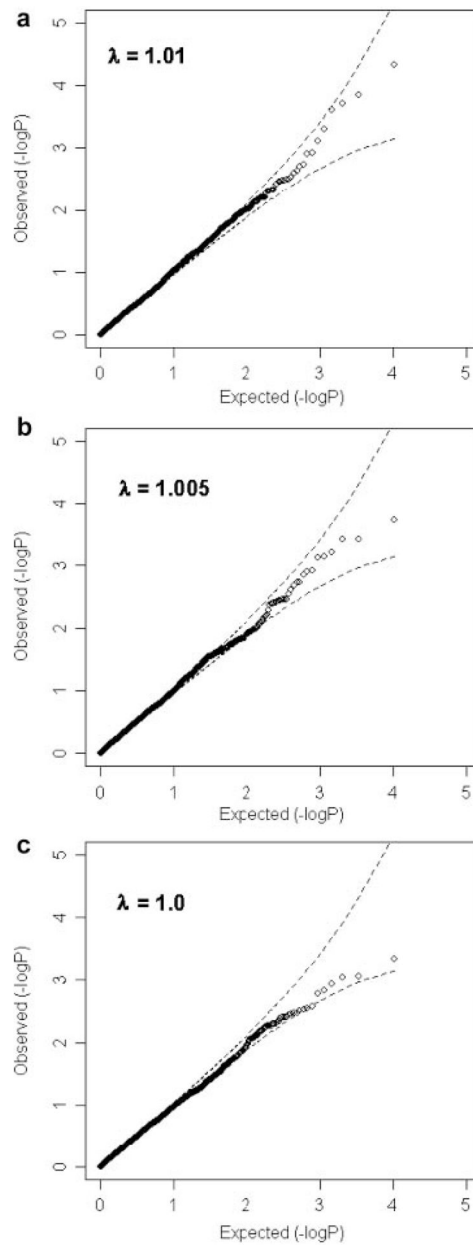 a
λ = 1.01
Observed (-logP)
5
4
3
2
1
0
0 1 2 3 4 5
Expected (-logP)
b
λ = 1.005
Observed (-logP)
5
4
3
2
1
0
0 1 2 3 4 5
Expected (-logP)
c
λ = 1.0
Observed (-logP)
5
4
3
2
1
0
0 1 2 3 4 5
Expected (-logP)